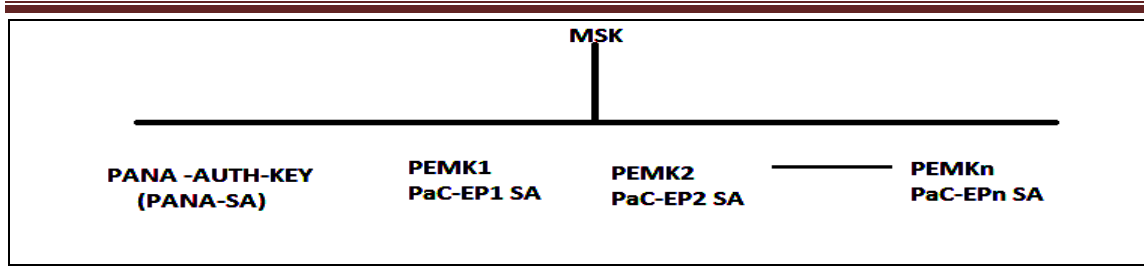 MSK
PANA -AUTH-KEY
(PANA-SA)
PEMK1
PaC-EP1 SA
PEMK2
PaC-EP2 SA
PEMKn
PaC-EPn SA